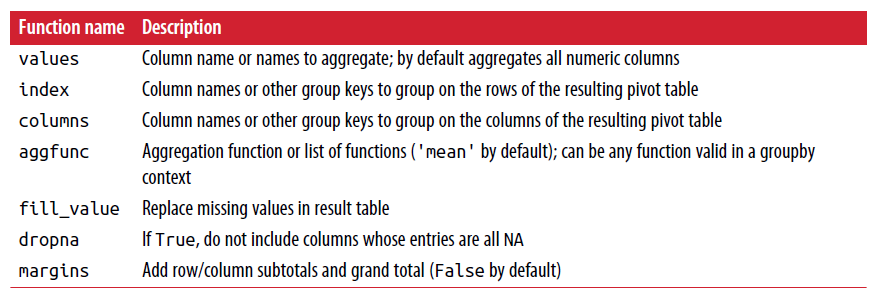 Function name Description
values Column name or names to aggregate; by default aggregates all numeric columns
index Column names or other group keys to group on the rows of the resulting pivot table
columns Column names or other group keys to group on the columns of the resulting pivot table
aggfunc Aggregation function or list of functions ('mean' by default); can be any function valid in a groupby
context
fill_value Replace missing values in result table
dropna If True, do not include columns whose entries are all NA
margins Add row/column subtotals and grand total (False by default)